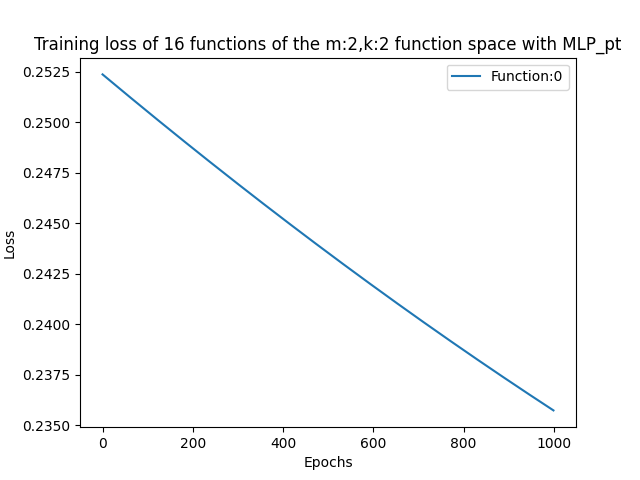 Training loss of 16 functions of the m:2,k:2 function space with MLP_pt
Function:0
0.2525
0.2500
0.2475
0.2450
0.2425
0.2400
0.2375
0.2350
Loss
0 200 400 600 800 1000
Epochs